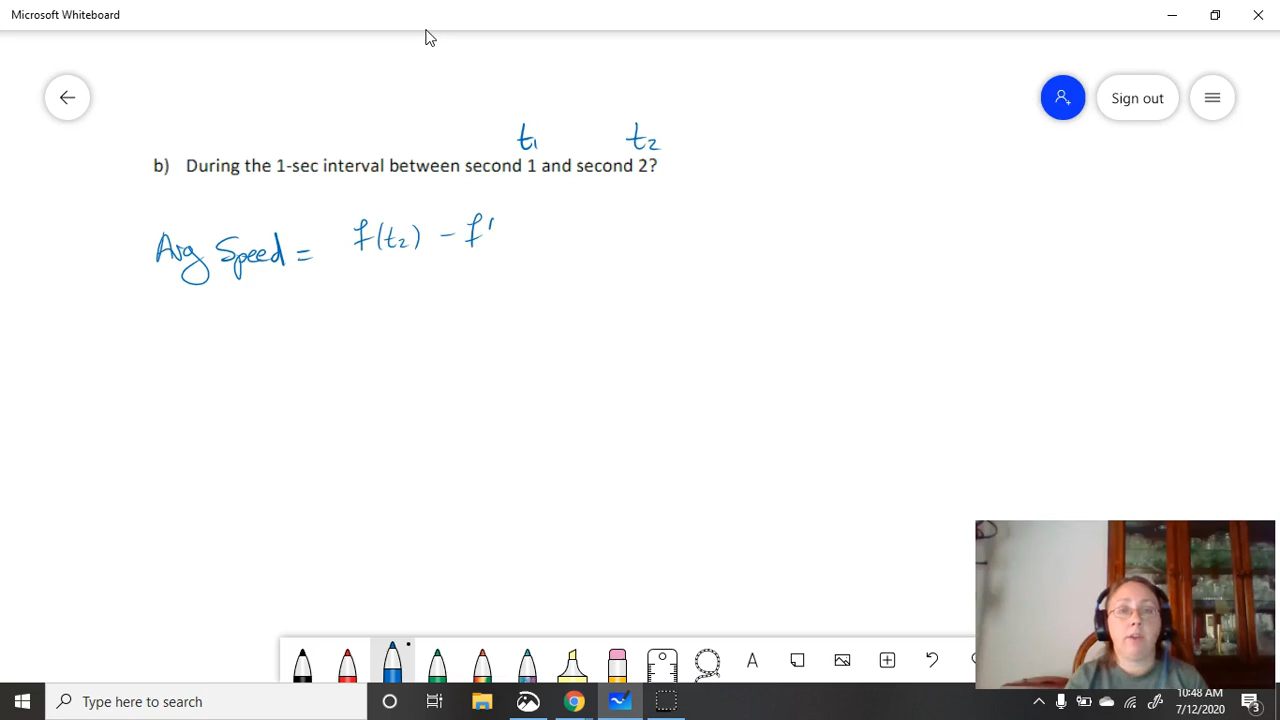 Microsoft Whiteboard
Sign out
t₁ t₂
b) During the 1-sec interval between second 1 and second 2?
Avg Speed = f(t₂) - f'
A
Type here to search
10:48 AM
7/12/2020
3